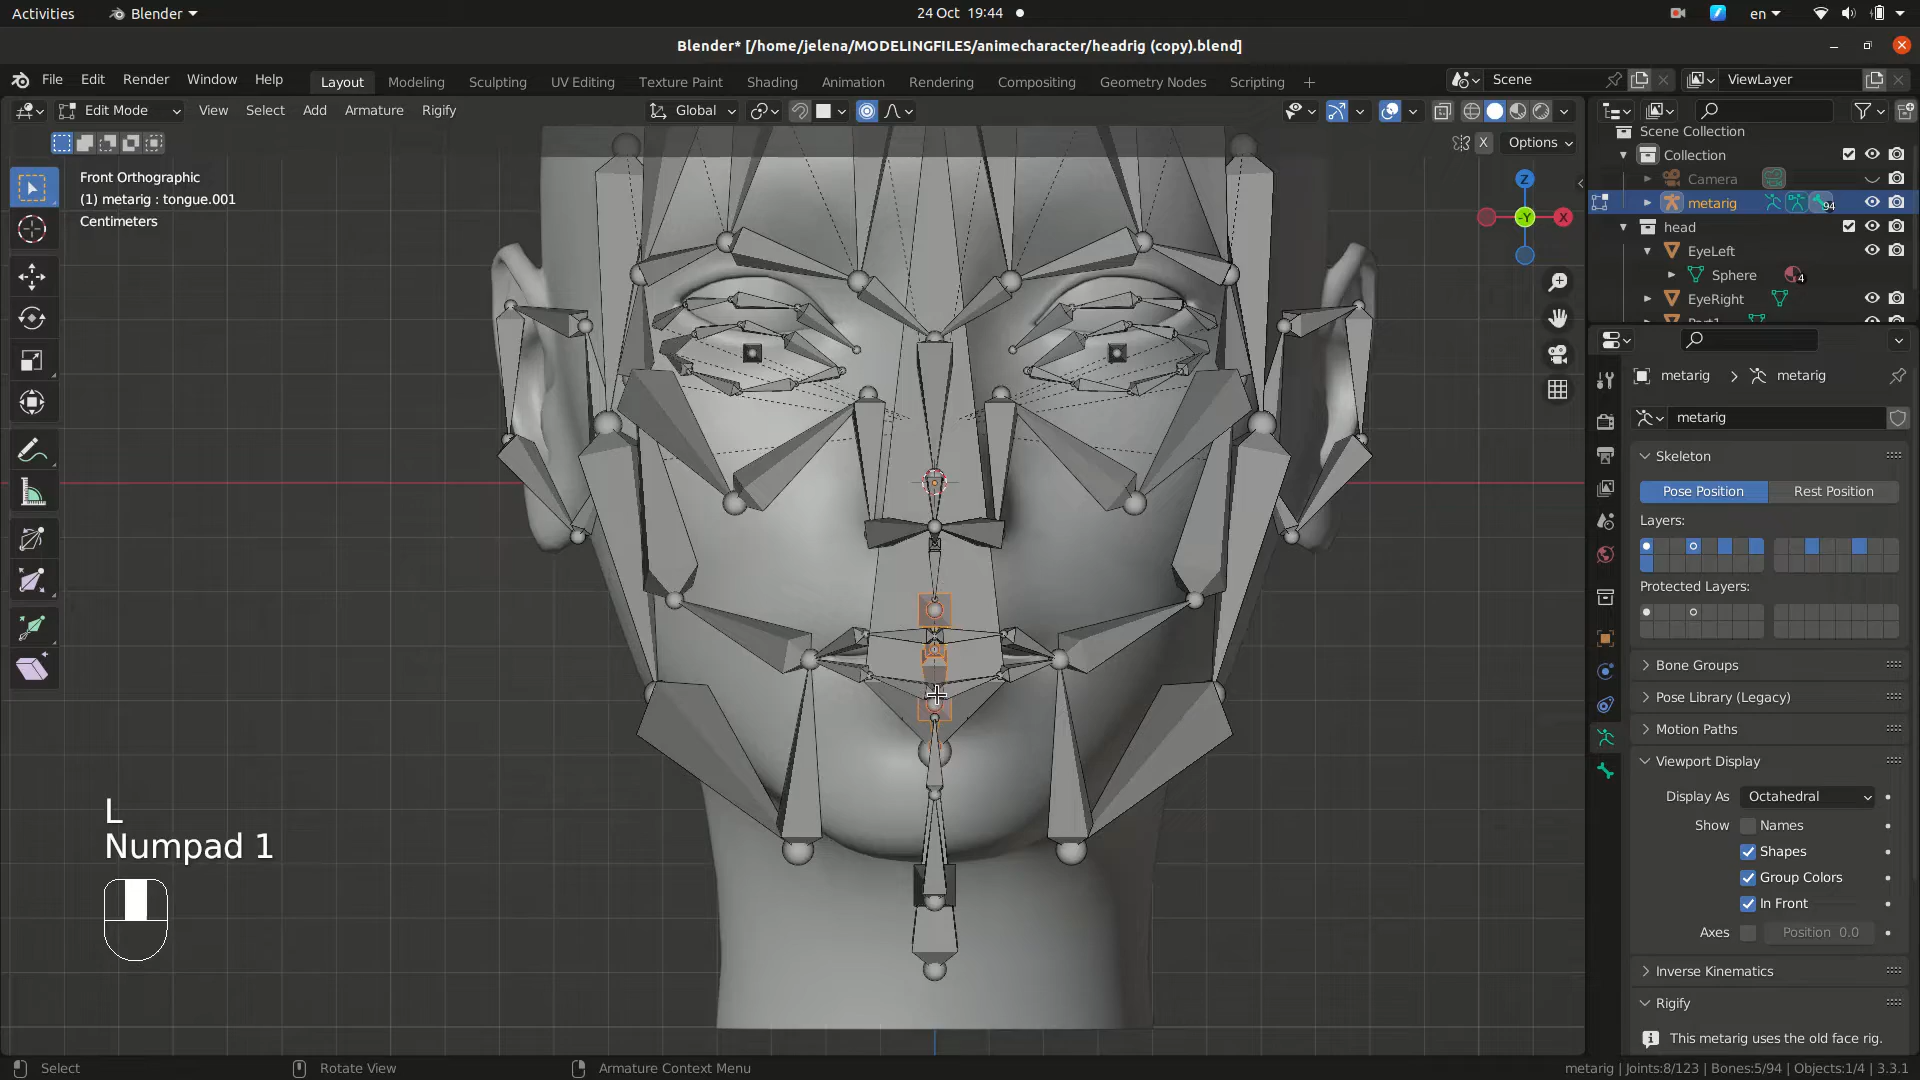 Activities Blender 24 Oct 19:44 en
Blender* [/home/jelena/MODELINGFILES/animecharacter/headrig (copy).blend]
File Edit Render Window Help Layout Modeling Sculpting UV Editing Texture Paint Shading Animation Rendering Compositing Geometry Nodes Scripting + Scene ViewLayer
Edit Mode View Select Add Armature Rigify Global
X Options
Front Orthographic
(1) metarig : tongue.001
Centimeters
Z
-Y X
L
Numpad 1
Scene Collection
Collection
Camera
metarig 94
head
EyeLeft
Sphere 4
EyeRight
metarig > metarig
metarig
Skeleton
Pose Position Rest Position
Layers:
Protected Layers:
Bone Groups
Pose Library (Legacy)
Motion Paths
Viewport Display
Display As Octahedral
Show Names
Shapes
Group Colors
In Front
Axes Position 0.0
Inverse Kinematics
Rigify
This metarig uses the old face rig.
Select Rotate View Armature Context Menu metarig | Joints:8/123 | Bones:5/94 | Objects:1/4 | 3.3.1